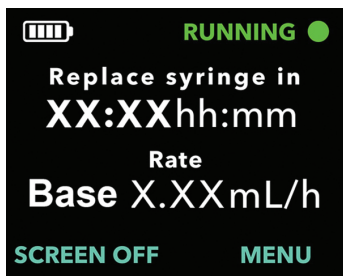 RUNNING
Replace syringe in
XX:XXhh:mm
Rate
Base X.XXmL/h
SCREEN OFF MENU